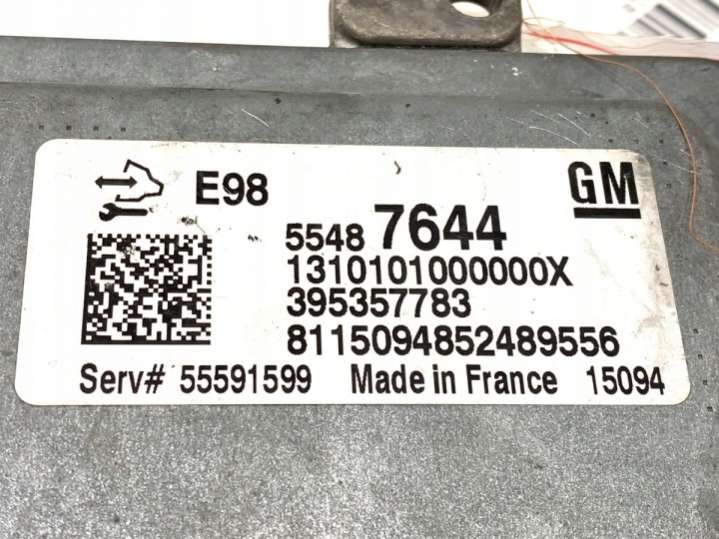 E98
GM
5548 7644
1310101000000X
395357783
8115094852489556
Serv# 55591599 Made in France 15094